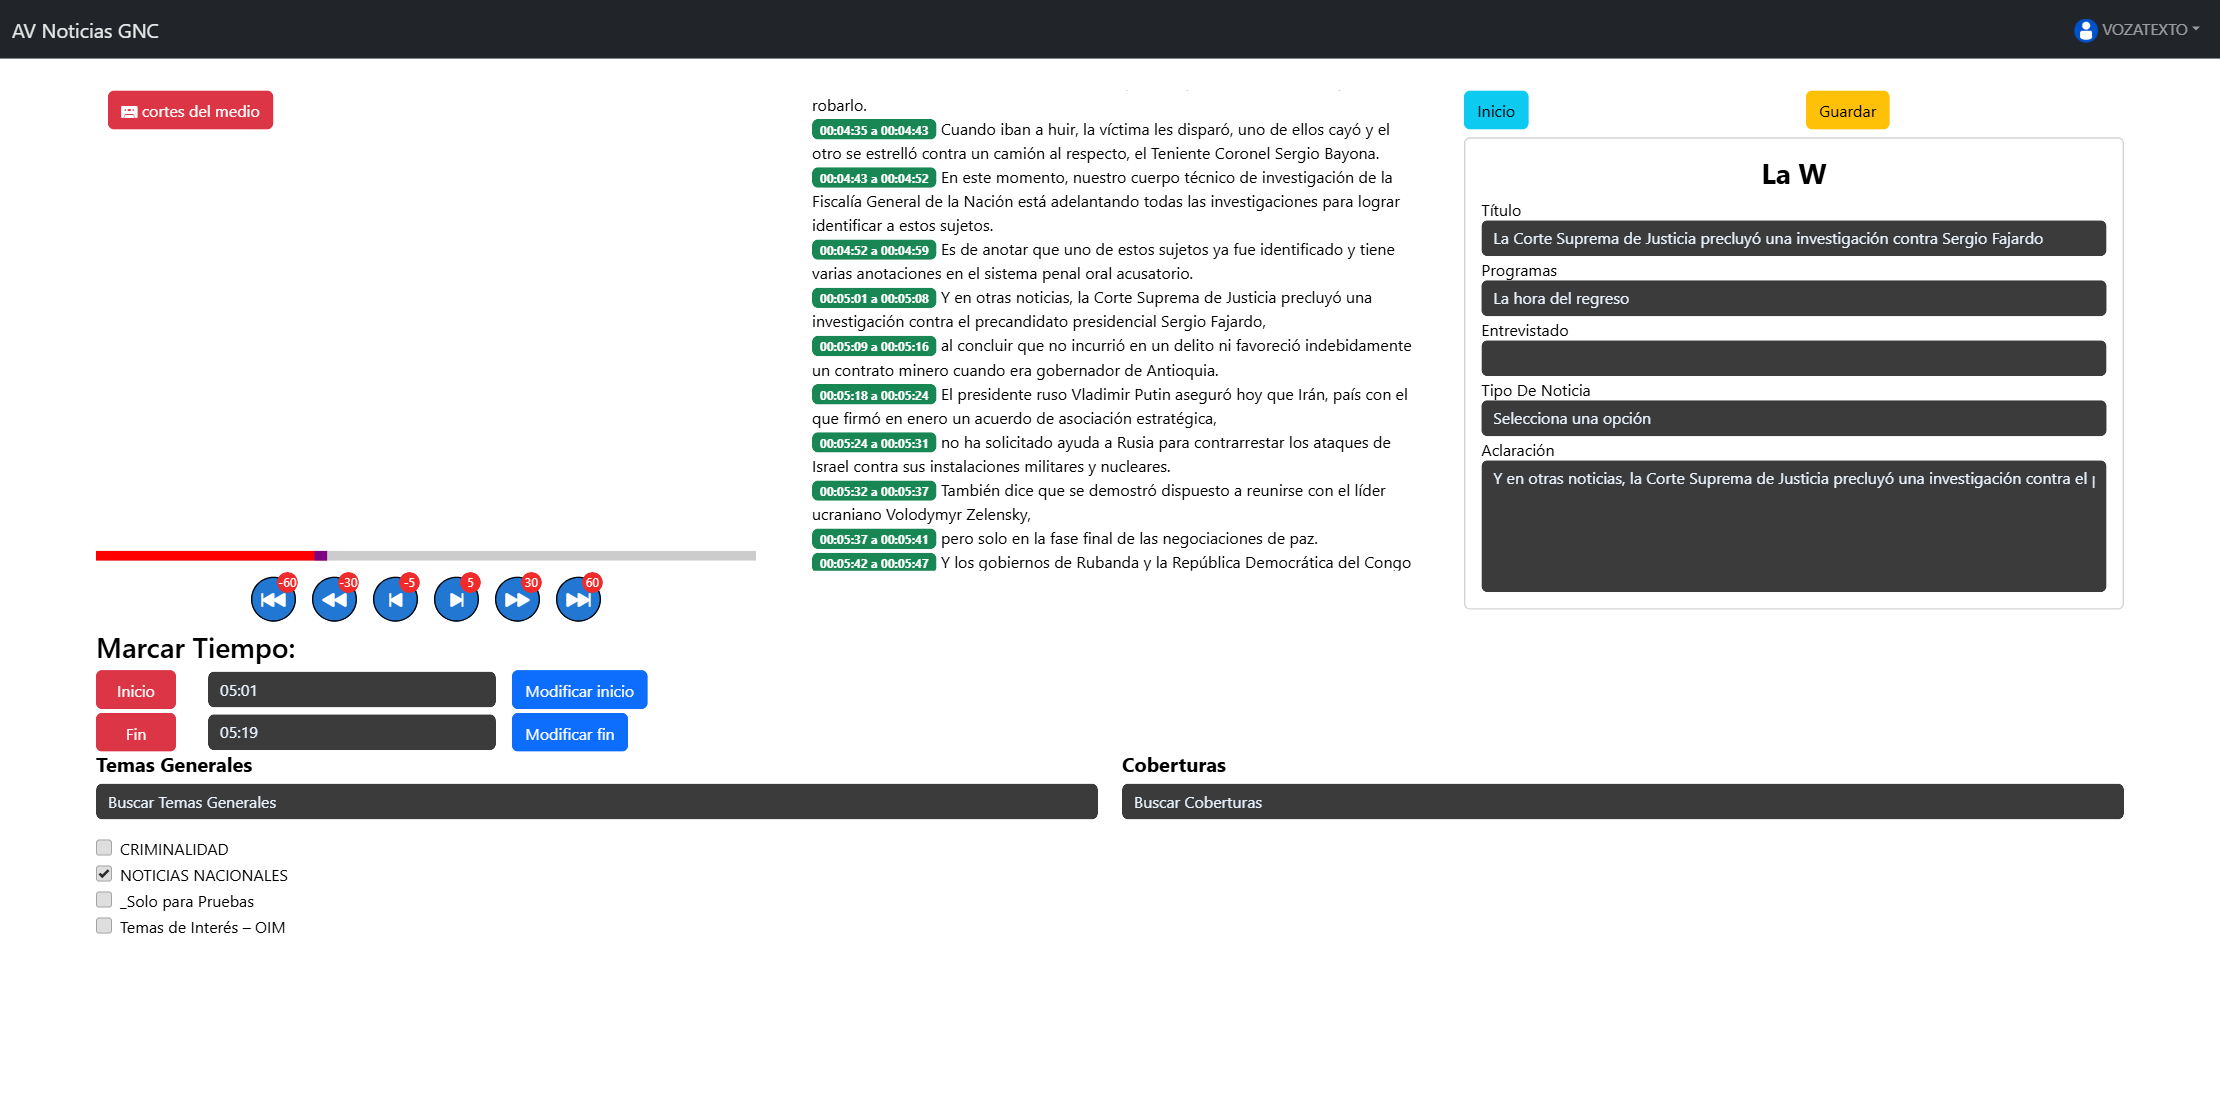 AV Noticias GNC
VOZATEXTO
cortes del medio
-60
-30
-5
5
30
60
Marcar Tiempo:
Inicio
05:01
Modificar inicio
Fin
05:19
Modificar fin
robarlo.
00:04:35 a 00:04:43 Cuando iban a huir, la víctima les disparó, uno de ellos cayó y el
otro se estrelló contra un camión al respecto, el Teniente Coronel Sergio Bayona.
00:04:43 a 00:04:52 En este momento, nuestro cuerpo técnico de investigación de la
Fiscalía General de la Nación está adelantando todas las investigaciones para lograr
identificar a estos sujetos.
00:04:52 a 00:04:59 Es de anotar que uno de estos sujetos ya fue identificado y tiene
varias anotaciones en el sistema penal oral acusatorio.
00:05:01 a 00:05:08 Y en otras noticias, la Corte Suprema de Justicia precluyó una
investigación contra el precandidato presidencial Sergio Fajardo,
00:05:09 a 00:05:16 al concluir que no incurrió en un delito ni favoreció indebidamente
un contrato minero cuando era gobernador de Antioquia.
00:05:18 a 00:05:24 El presidente ruso Vladimir Putin aseguró hoy que Irán, país con el
que firmó en enero un acuerdo de asociación estratégica,
00:05:24 a 00:05:31 no ha solicitado ayuda a Rusia para contrarrestar los ataques de
Israel contra sus instalaciones militares y nucleares.
00:05:32 a 00:05:37 También dice que se demostró dispuesto a reunirse con el líder
ucraniano Volodymyr Zelensky,
00:05:37 a 00:05:41 pero solo en la fase final de las negociaciones de paz.
00:05:42 a 00:05:47 Y los gobiernos de Rubanda y la República Democrática del Congo
Inicio
Guardar
La W
Título
La Corte Suprema de Justicia precluyó una investigación contra Sergio Fajardo
Programas
La hora del regreso
Entrevistado
Tipo De Noticia
Selecciona una opción
Aclaración
Y en otras noticias, la Corte Suprema de Justicia precluyó una investigación contra el
Temas Generales
Buscar Temas Generales
CRIMINALIDAD
NOTICIAS NACIONALES
_Solo para Pruebas
Temas de Interés – OIM
Coberturas
Buscar Coberturas